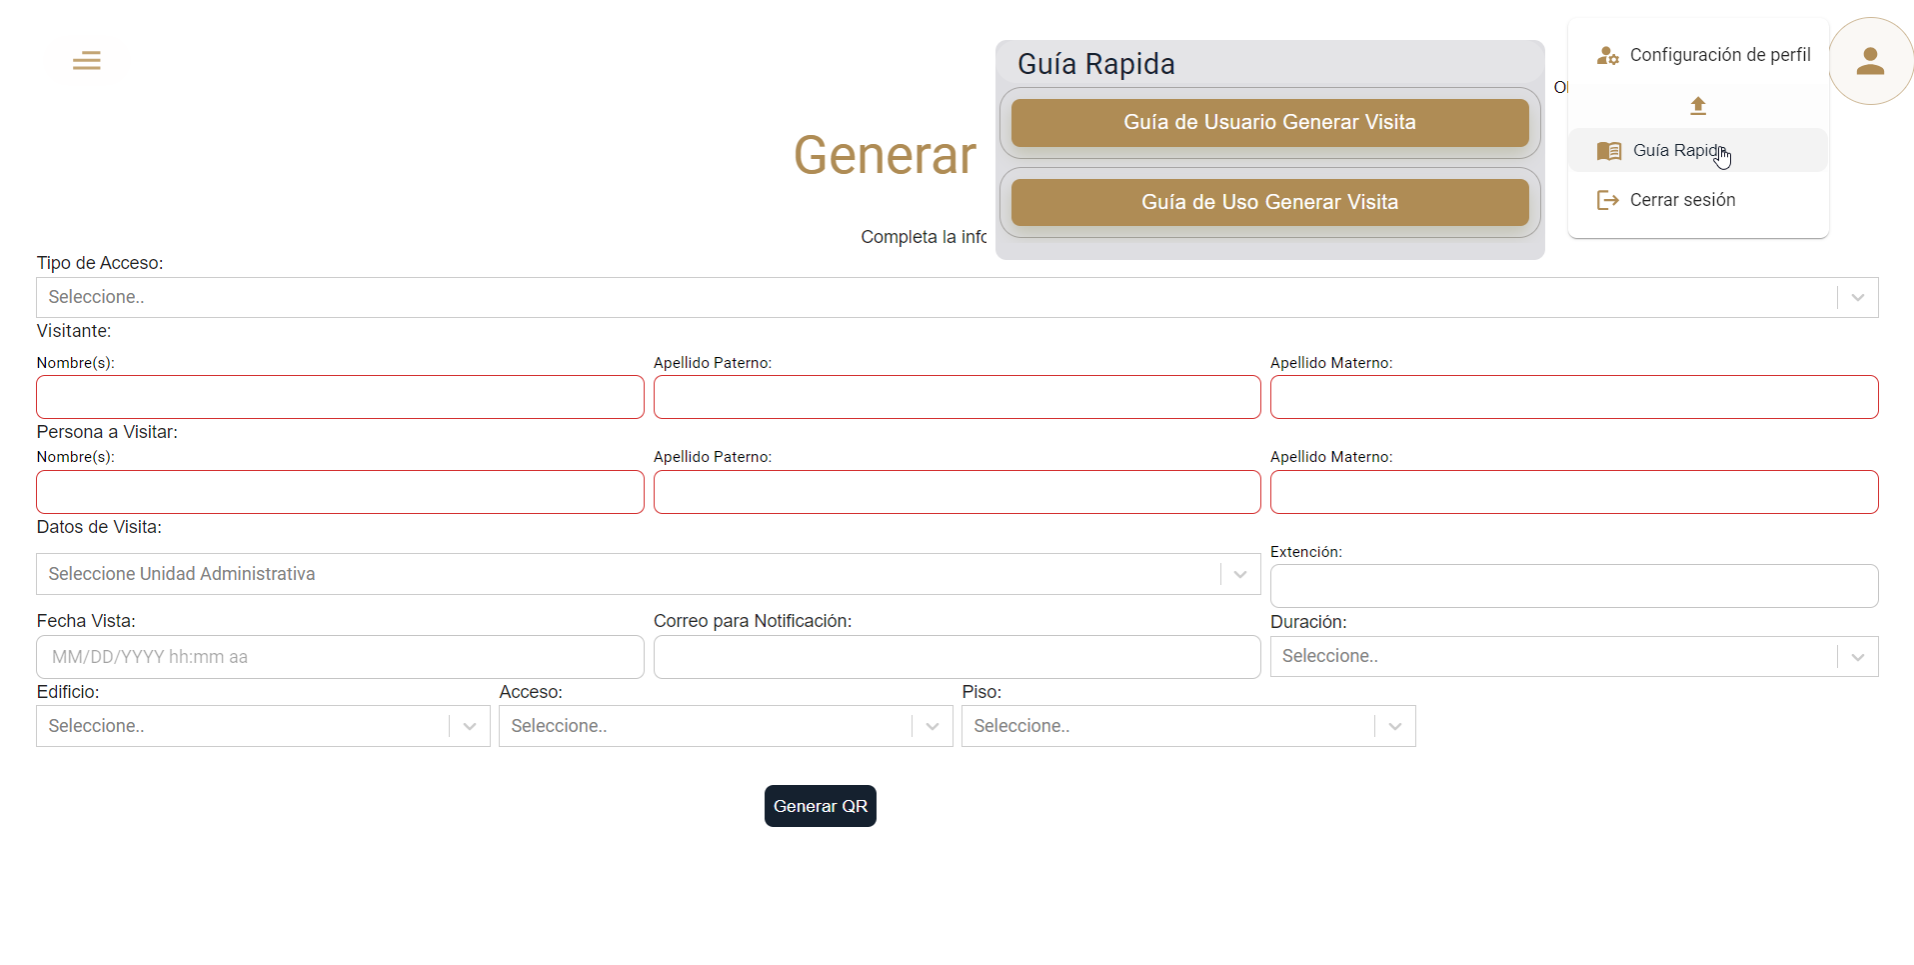 Configuración de perfil
Guía Rapida
Cerrar sesión
Guía Rapida
Guía de Usuario Generar Visita
Guía de Uso Generar Visita
Generar
Completa la
Tipo de Acceso:
Seleccione..
Visitante:
Nombre(s): Apellido Paterno: Apellido Materno:
Persona a Visitar:
Nombre(s): Apellido Paterno: Apellido Materno:
Datos de Visita:
Seleccione Unidad Administrativa
Extención:
Fecha Vista: Correo para Notificación: Duración:
MM/DD/YYYY hh:mm aa Seleccione..
Edificio: Acceso: Piso:
Seleccione.. Seleccione.. Seleccione..
Generar QR